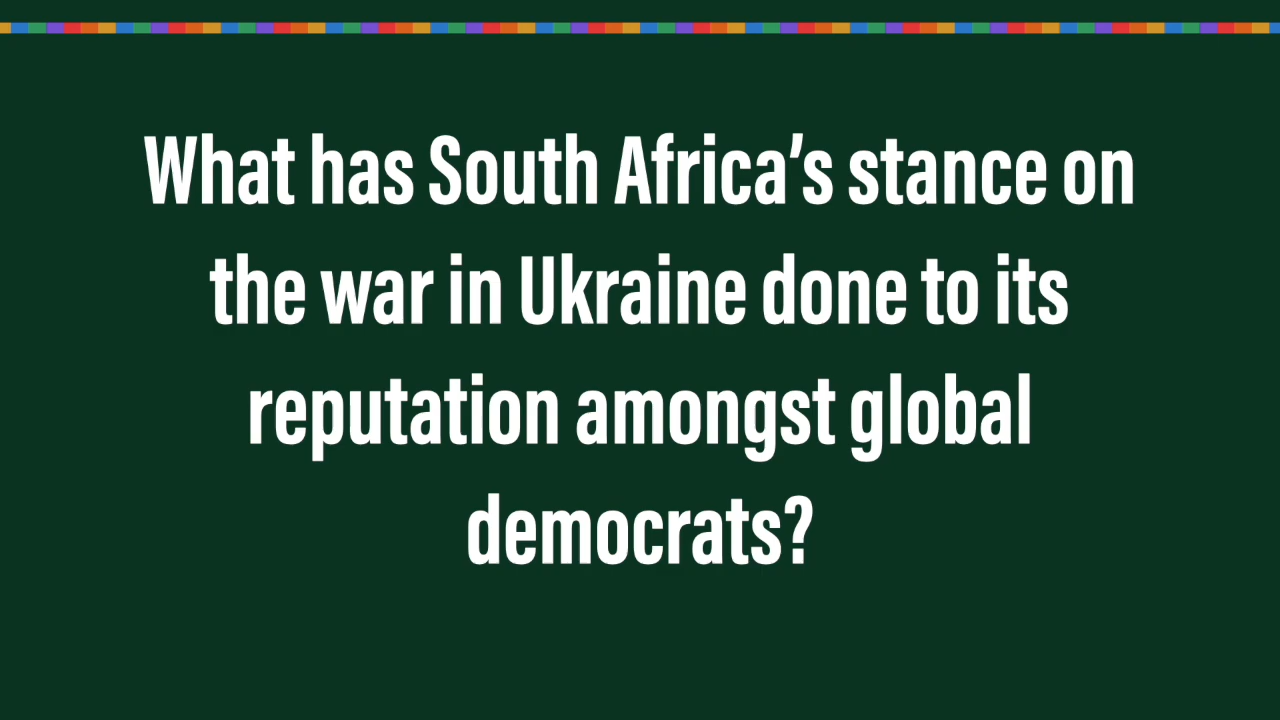 What has South Africa’s stance on
the war in Ukraine done to its
reputation amongst global
democrats?